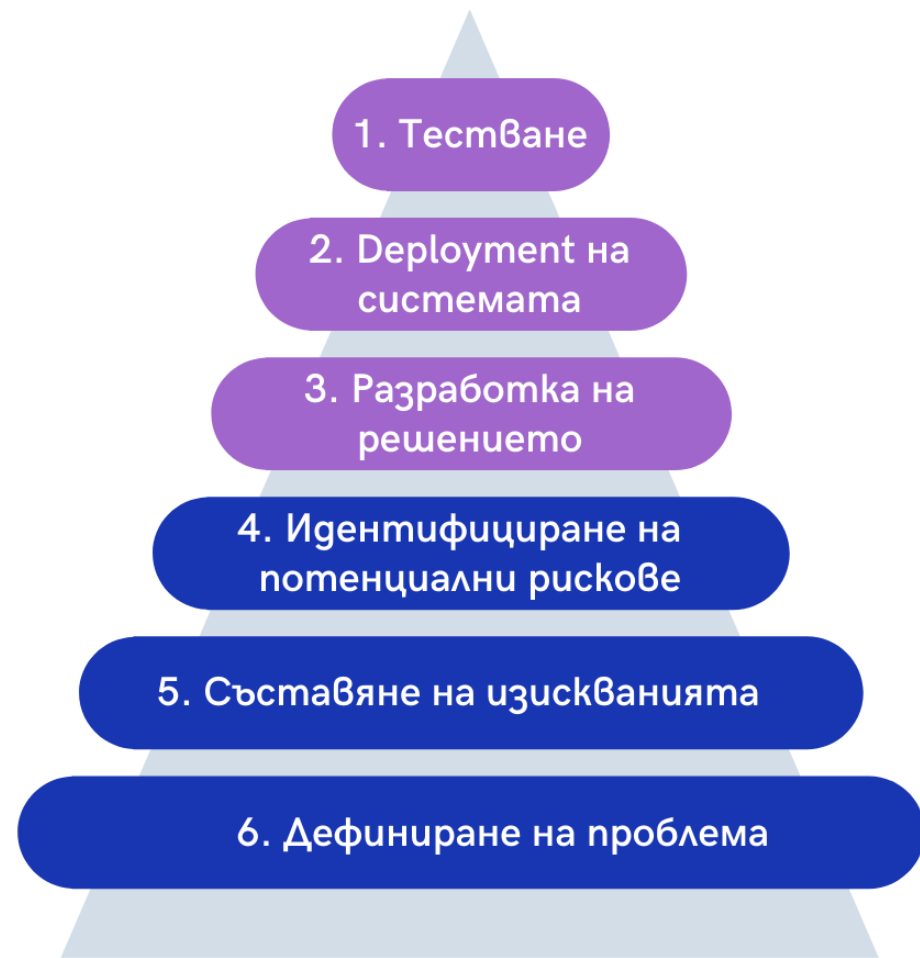 1. Тестване
2. Deployment на
системата
3. Разработка на
решението
4. Идентифициране на
потенциални рискове
5. Съставяне на изискванията
6. Дефиниране на проблема